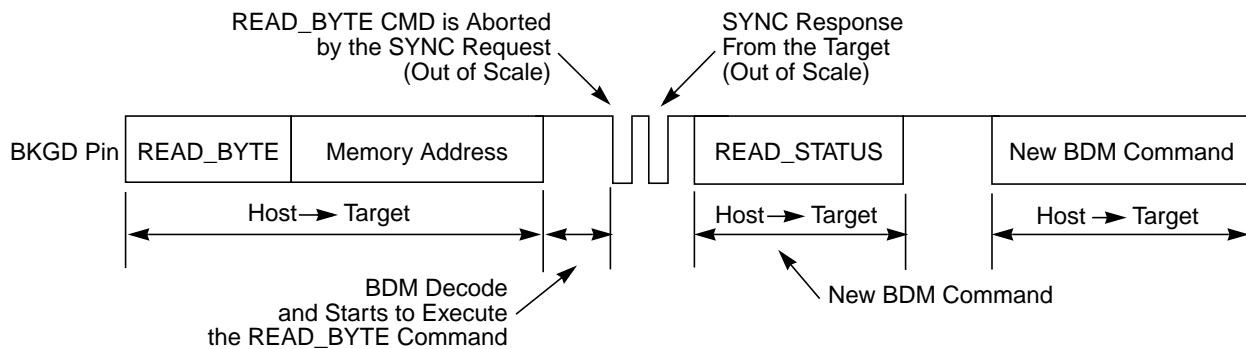 READ_BYTE CMD is Aborted
by the SYNC Request
(Out of Scale)
SYNC Response
From the Target
(Out of Scale)
BKGD Pin
READ_BYTE
Memory Address
READ_STATUS
New BDM Command
Host
Target
Host
Target
Host
Target
BDM Decode
and Starts to Execute
the READ_BYTE Command
New BDM Command